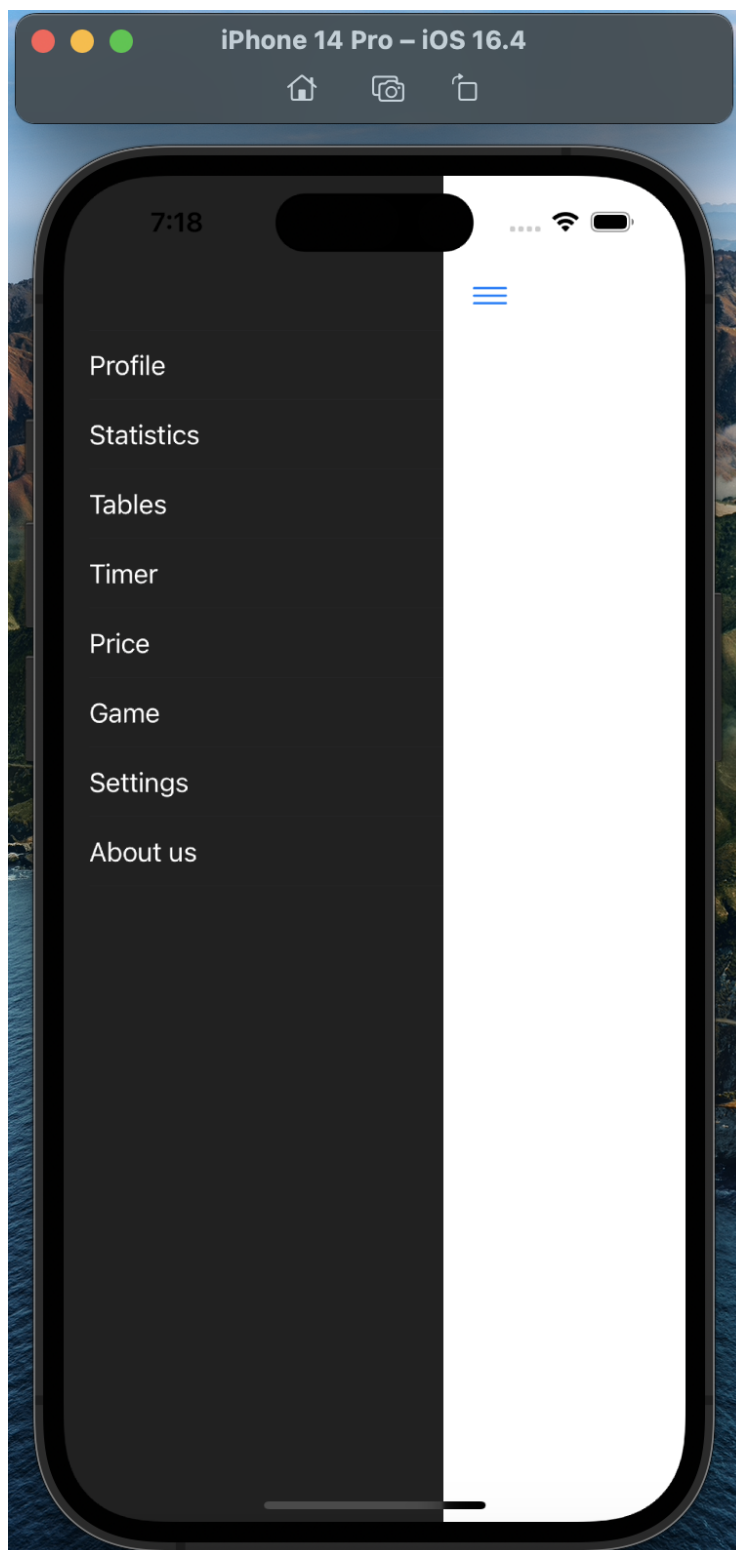 iPhone 14 Pro – iOS 16.4
7:18
Profile
Statistics
Tables
Timer
Price
Game
Settings
About us